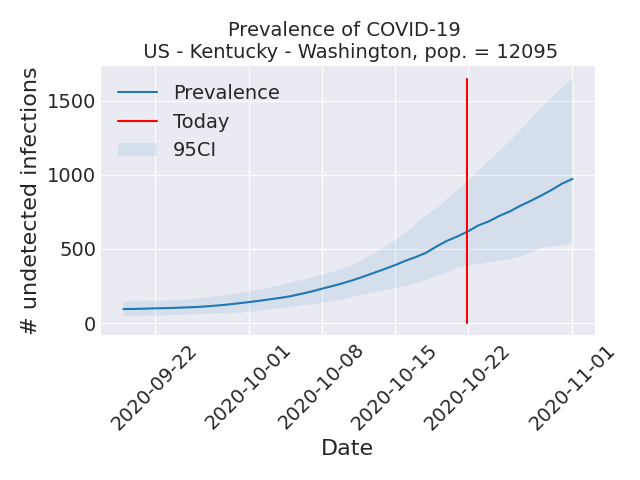 Prevalence of COVID-19
US - Kentucky - Washington, pop. = 12095
# undetected infections
1500
1000
500
0
Prevalence
Today
95CI
2020-09-22
2020-10-01
2020-10-08
2020-10-15
2020-10-22
2020-11-01
Date